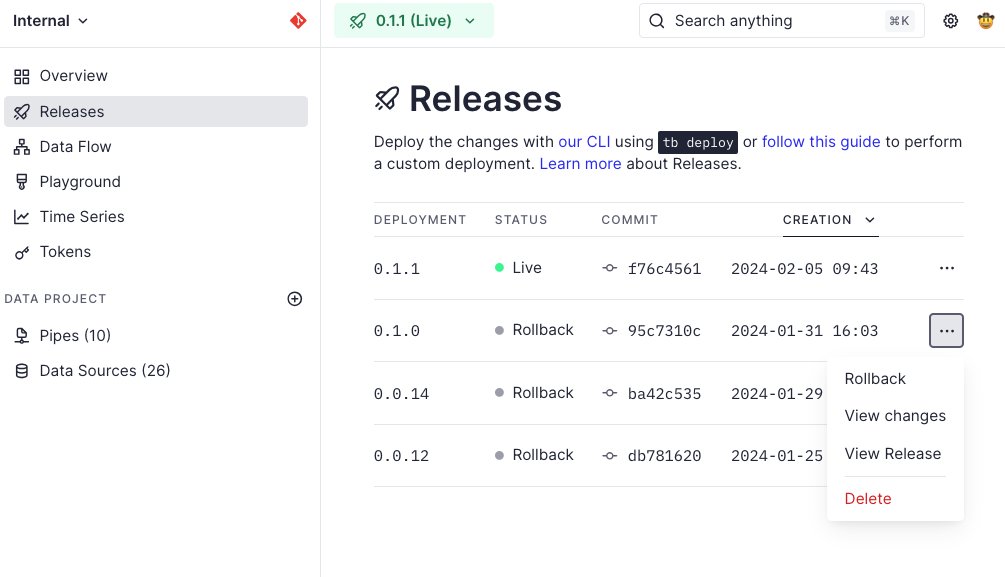 Internal
0.1.1 (Live)
Search anything
⌘K
Overview
Releases
Data Flow
Playground
Time Series
Tokens
DATA PROJECT
Pipes (10)
Data Sources (26)
Releases
Deploy the changes with our CLI using tb deploy or follow this guide to perform
a custom deployment. Learn more about Releases.
DEPLOYMENT STATUS COMMIT CREATION
0.1.1 Live f76c4561 2024-02-05 09:43
0.1.0 Rollback 95c7310c 2024-01-31 16:03
0.0.14 Rollback ba42c535 2024-01-29
0.0.12 Rollback db781620 2024-01-25
Rollback
View changes
View Release
Delete